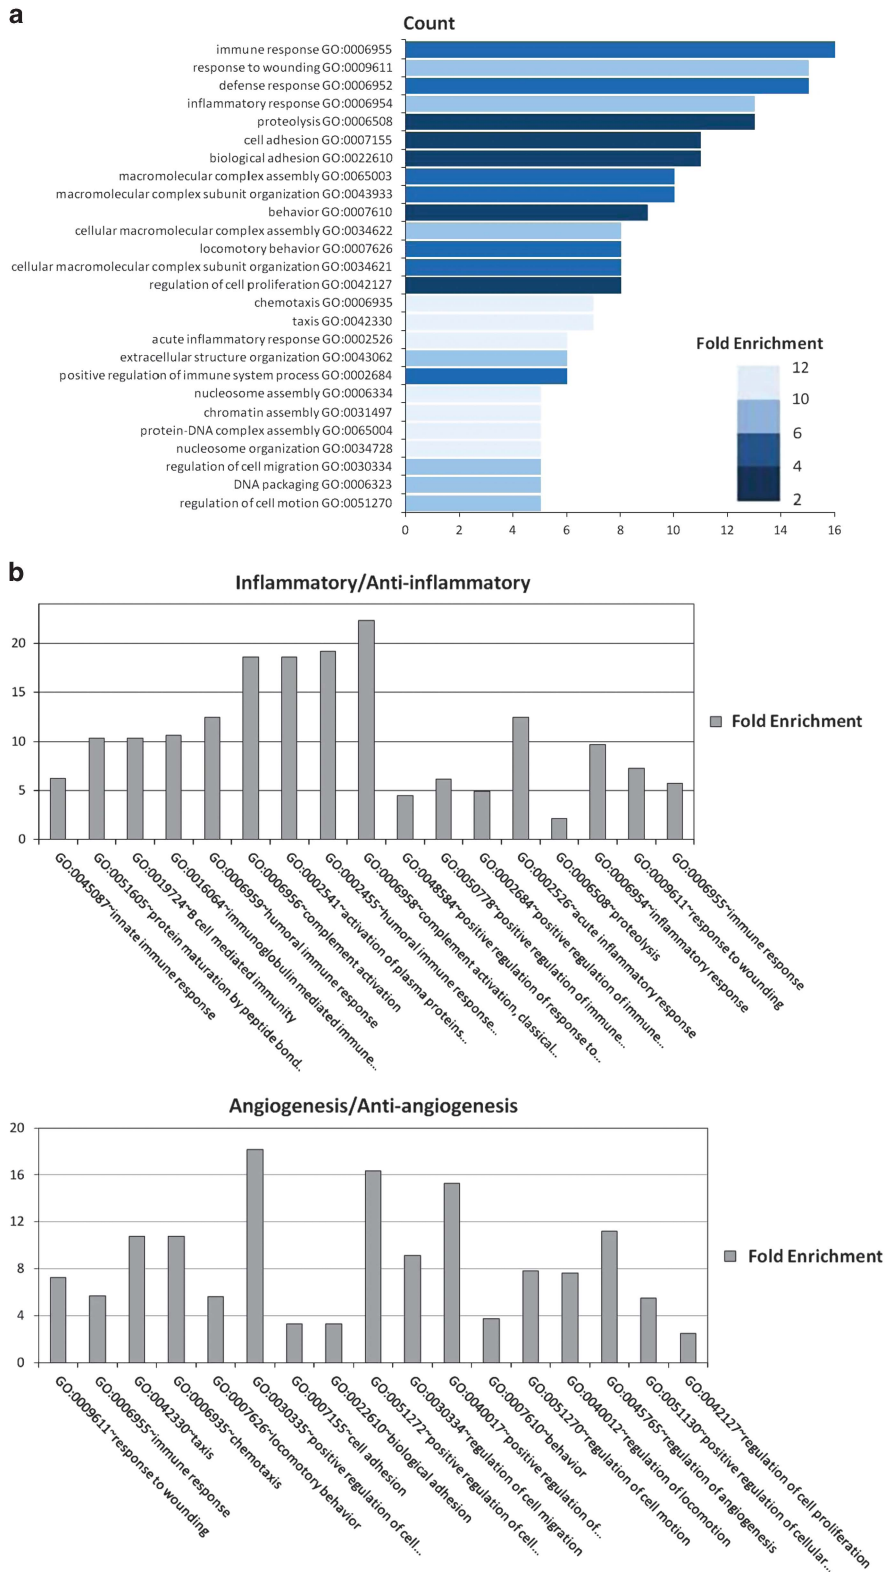 a
Count
immune response GO:0006955
response to wounding GO:0009611
defense response GO:0006952
inflammatory response GO:0006954
proteolysis GO:0006508
cell adhesion GO:0007155
biological adhesion GO:0022610
macromolecular complex assembly GO:0065003
macromolecular complex subunit organization GO:0043933
behavior GO:0007610
cellular macromolecular complex assembly GO:0034622
locomotory behavior GO:0007626
cellular macromolecular complex subunit organization GO:0034621
regulation of cell proliferation GO:0042127
chemotaxis GO:0006935
taxis GO:0042330
acute inflammatory response GO:0002526
extracellular structure organization GO:0043062
positive regulation of immune system process GO:0002684
nucleosome assembly GO:0006334
chromatin assembly GO:0031497
protein-DNA complex assembly GO:0065004
nucleosome organization GO:0034728
regulation of cell migration GO:0030334
DNA packaging GO:0006323
regulation of cell motion GO:0051270
Fold Enrichment
12
10
6
4
2
0 2 4 6 8 10 12 14 16
b
Inflammatory/Anti-inflammatory
20
15
10
5
0
Fold Enrichment
GO:0045087~innate immune response
GO:0051605~protein maturation by peptide bond..
GO:0019724~B cell mediated immunity
GO:0016064~immunoglobulin mediated immune...
GO:0006959~humoral immune response
GO:0006956~complement activation
GO:0002541~activation of plasma proteins...
GO:0002455~humoral immune response...
GO:0006958~complement activation, classical..
GO:0048584~positive regulation of response to...
GO:0050778~positive regulation of immune...
GO:0002684~positive regulation of immune...
GO:0002526~acute inflammatory response
GO:0006508~proteolysis
GO:0006954~inflammatory response
GO:0009611~response to wounding
GO:0006955~immune response
Angiogenesis/Anti-angiogenesis
20
16
12
8
4
0
Fold Enrichment
GO:0009611~response to wounding
GO:0006955~immune response
GO:0042330~taxis
GO:0006935~chemotaxis
GO:0007626~locomotory behavior
GO:0030335~positive regulation of cell...
GO:0007155~cell adhesion
GO:0022610~biological adhesion
GO:0051272~positive regulation of cell...
GO:0030334~regulation of cell migration
GO:0040017~positive regulation of...
GO:0007610~behavior
GO:0051270~regulation of cell motion
GO:0040012~regulation of locomotion
GO:0045765~regulation of angiogenesis
GO:0051130~positive regulation of cellular...
GO:0042127~regulation of cell proliferation